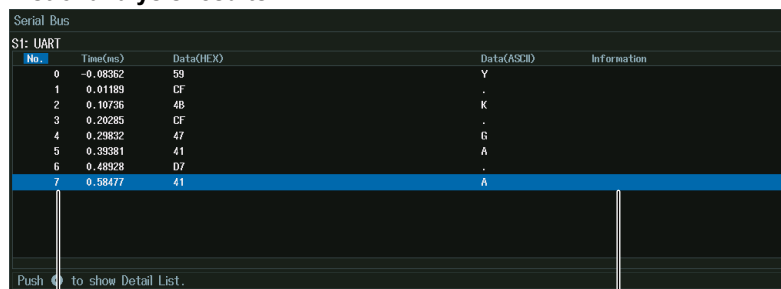 Serial Bus
S1: UART
No. Time(ms) Data(HEX) Data(ASCII) Information
0 -0.08362 59 Y
1 0.01189 CF .
2 0.10736 4B K
3 0.20285 CF .
4 0.29832 47 G
5 0.39381 41 A
6 0.48928 D7 .
7 0.58477 41 A
Push to show Detail List.